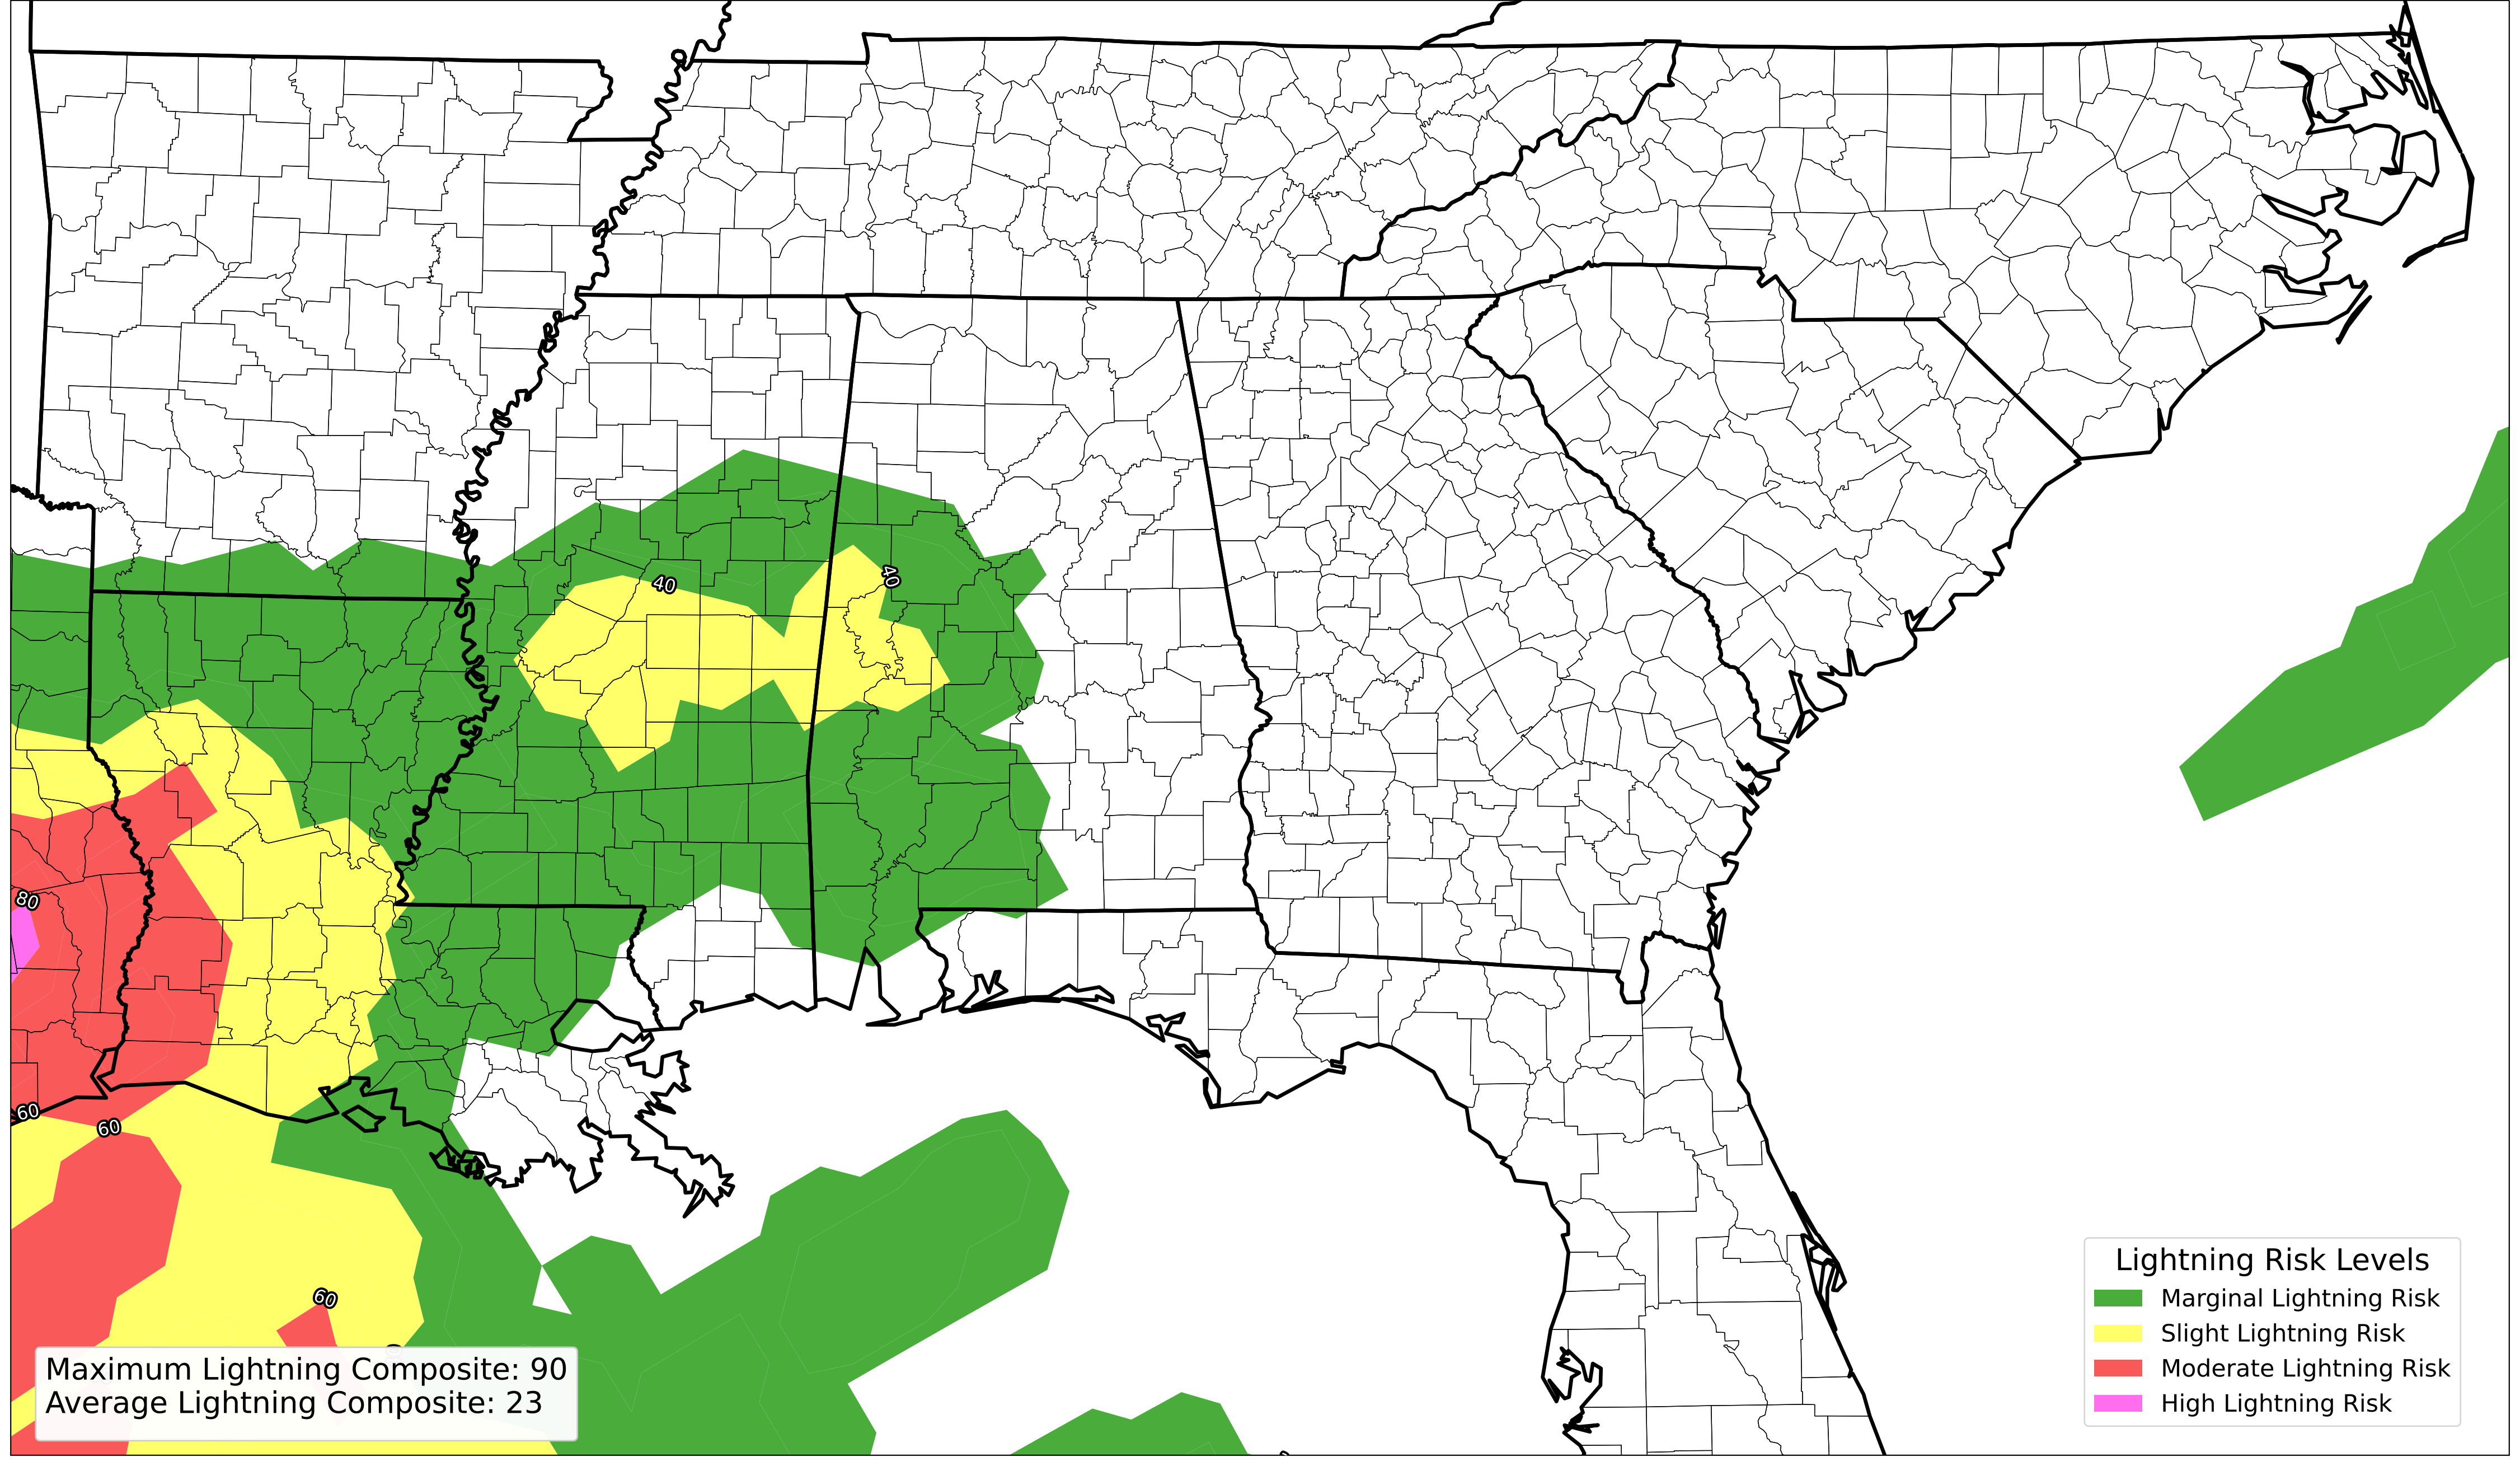 40
40
80
60
60
60
Maximum Lightning Composite: 90
Average Lightning Composite: 23
Lightning Risk Levels
Marginal Lightning Risk
Slight Lightning Risk
Moderate Lightning Risk
High Lightning Risk